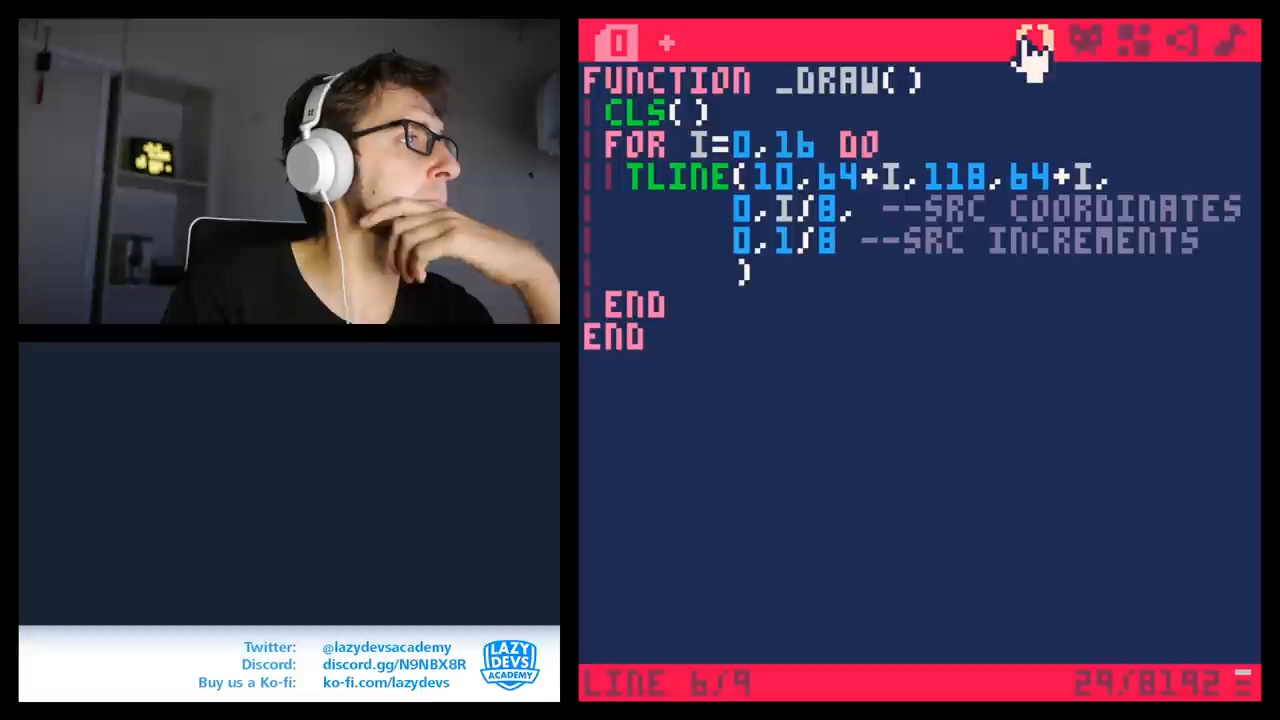 0 +
FUNCTION _DRAW()
CLS()
FOR I=0,16 DO
TLINE(10,64+I,118,64+I,
0,I/8, --SRC COORDINATES
0,1/8 --SRC INCREMENTS
)
END
END
LINE 6/9 29/8192
Twitter: @lazydevsacademy
Discord: discord.gg/N9NBX8R
Buy us a Ko-fi: ko-fi.com/lazydevs
LAZY
DEVS
ACADEMY